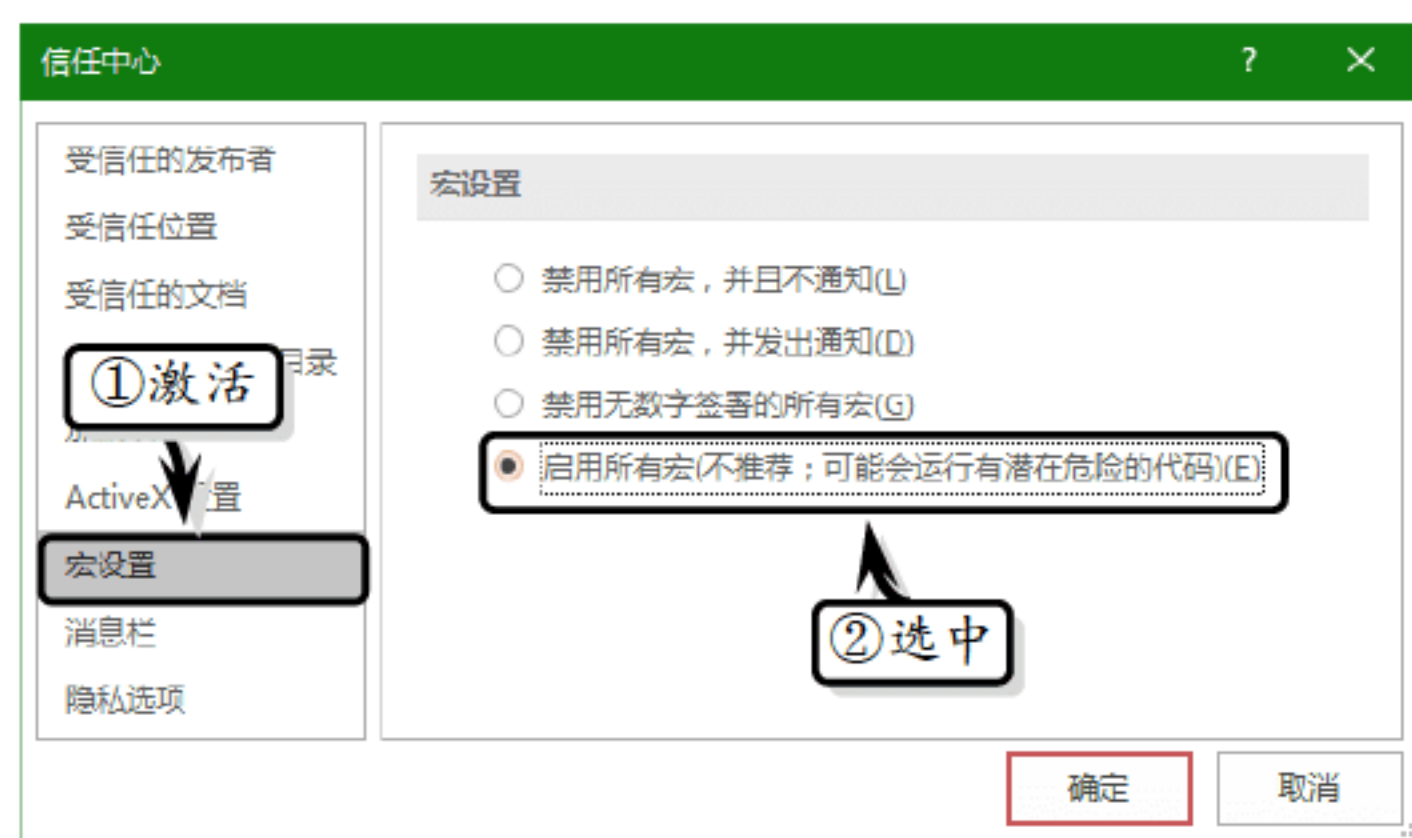 信任中心
受信任的发布者
受信任位置
受信任的文档
目录
①激活
ActiveX 置
宏设置
消息栏
隐私选项
宏设置
禁用所有宏，并且不通知(L)
禁用所有宏，并发出通知(D)
禁用无数字签署的所有宏(G)
启用所有宏(不推荐；可能会运行有潜在危险的代码)(E)
②选中
确定
取消